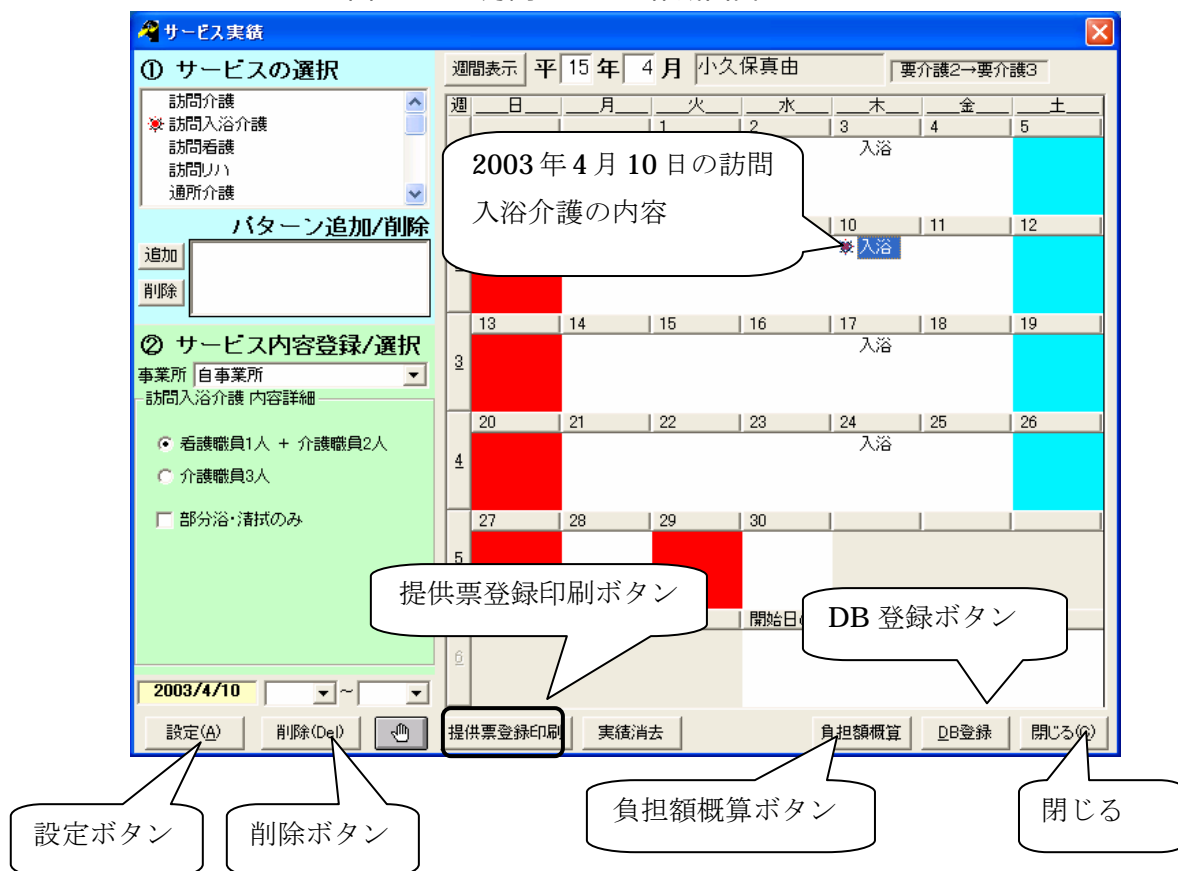 サービス実績
① サービスの選択
週間表示 平 15 年 4 月 小久保真由 要介護2→要介護3
訪問介護
訪問入浴介護
訪問看護
訪問リハ
通所介護
パターン追加/削除
追加
削除
② サービス内容登録/選択
事業所 自事業所
訪問入浴介護 内容詳細
看護職員1人 + 介護職員2人
介護職員3人
部分浴・清拭のみ
2003/4/10 ~
週 日 月 火 水 木 金 土
1 2 3 4 5
入浴
2003 年 4 月 10 日の訪問
入浴介護の内容
10 11 12
入浴
13 14 15 16 17 18 19
入浴
3
20 21 22 23 24 25 26
入浴
4
27 28 29 30
5
開始日
6
提供票登録印刷ボタン
DB 登録ボタン
設定(A) 削除(Del) 提供票登録印刷 実績消去 負担額概算 DB登録 閉じる(C)
設定ボタン
削除ボタン
負担額概算ボタン
閉じる